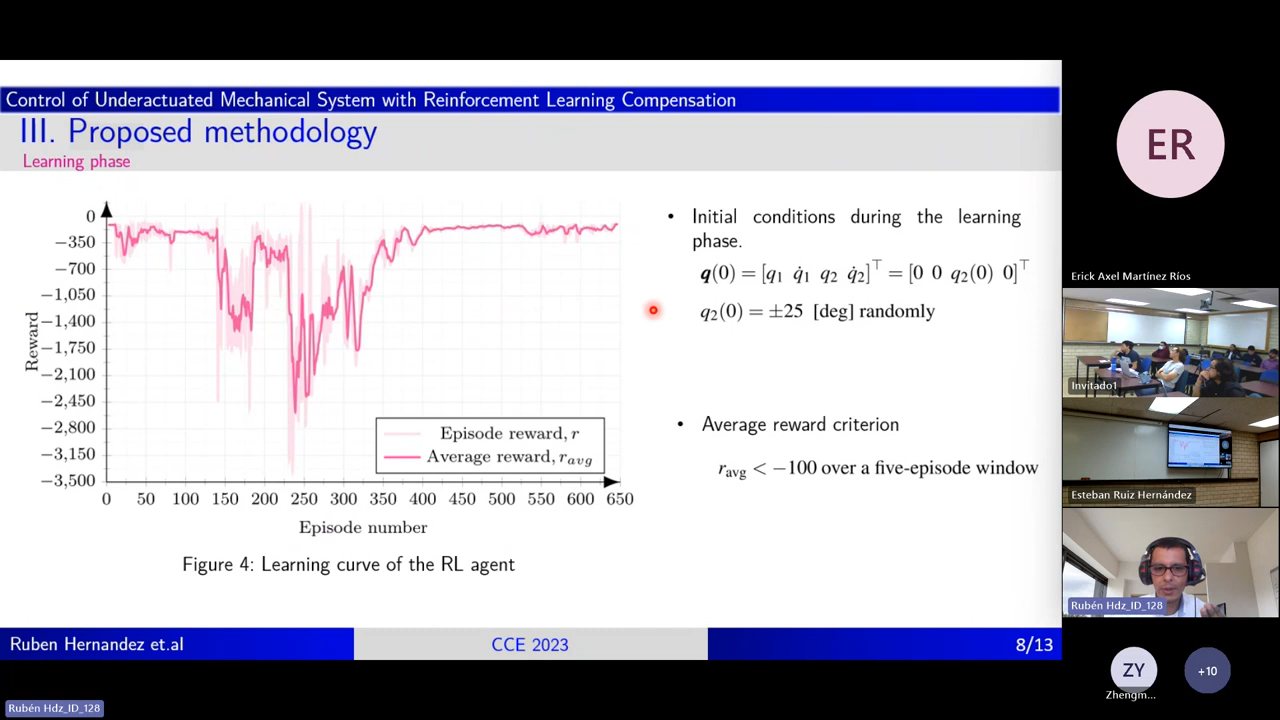 Control of Underactuated Mechanical System with Reinforcement Learning Compensation
III. Proposed methodology
Learning phase
0
−350
−700
−1,050
−1,400
−1,750
−2,100
−2,450
−2,800
−3,150
−3,500
Reward
0 50 100 150 200 250 300 350 400 450 500 550 600 650
Episode number
Episode reward, r
Average reward, r_avg
Figure 4: Learning curve of the RL agent
• Initial conditions during the learning
phase.
q(0) = [q₁ q̇₁ q₂ q̇₂]^⊤ = [0 0 q₂(0) 0]^⊤
q₂(0) = ±25 [deg] randomly
• Average reward criterion
r_avg < −100 over a five-episode window
Ruben Hernandez et.al
CCE 2023
8/13
ER
Erick Axel Martínez Ríos
Invitado1
Esteban Ruiz Hernández
Rubén Hdz_ID_128
ZY
Zhengm...
+10
Rubén Hdz_ID_128